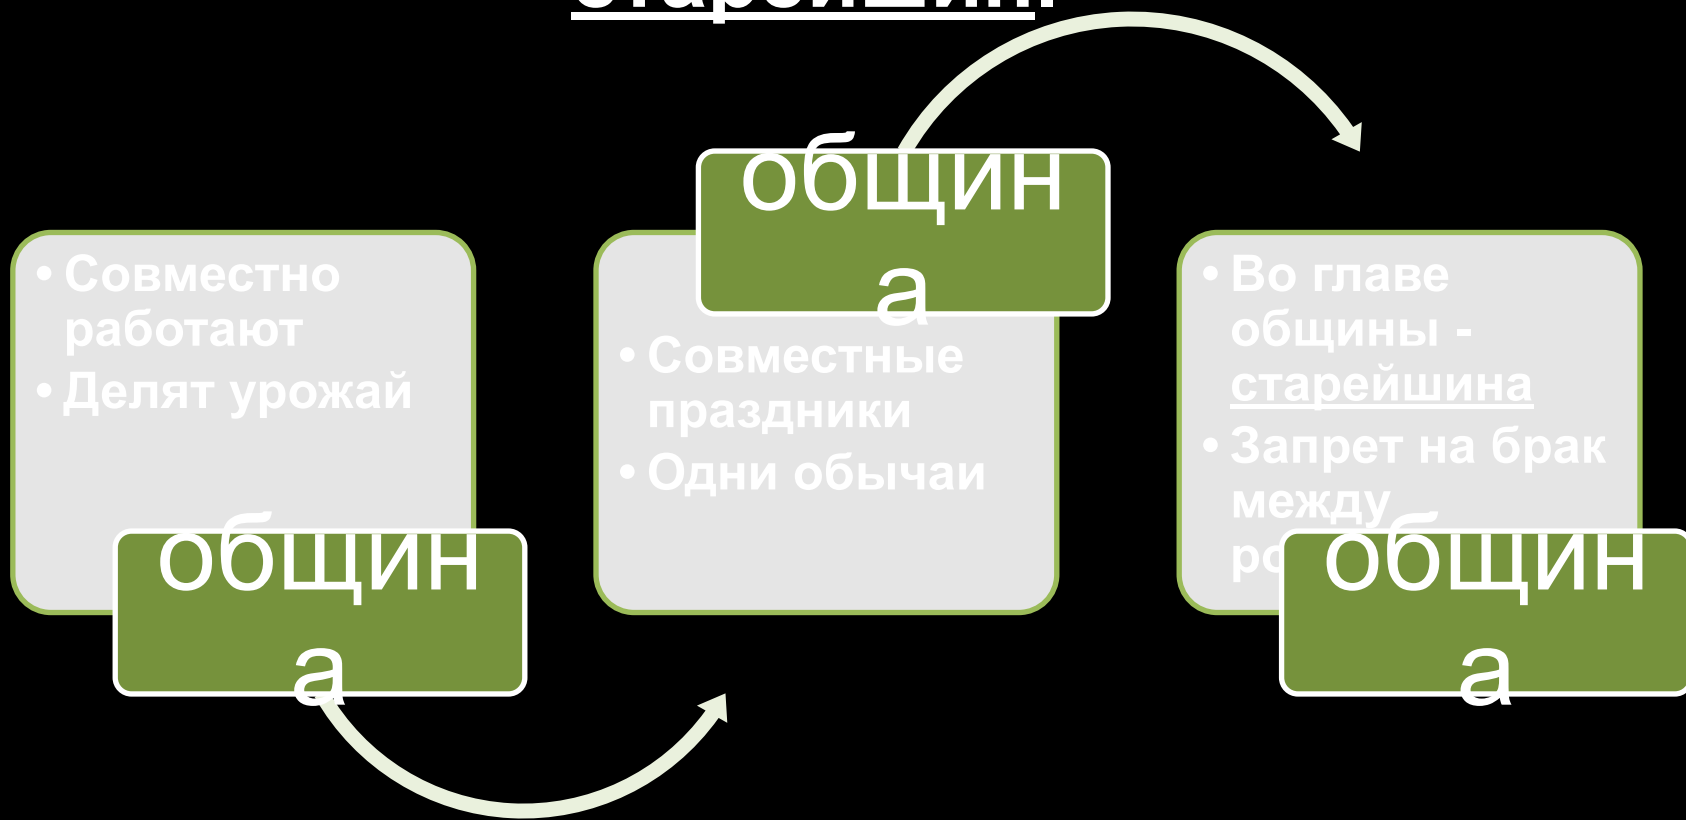 • Совместно
работают
• Делят урожай
общин
а
общин
а
• Совместные
праздники
• Одни обычаи
• Во главе
общины -
старейшина
• Запрет на брак
между
общин
а